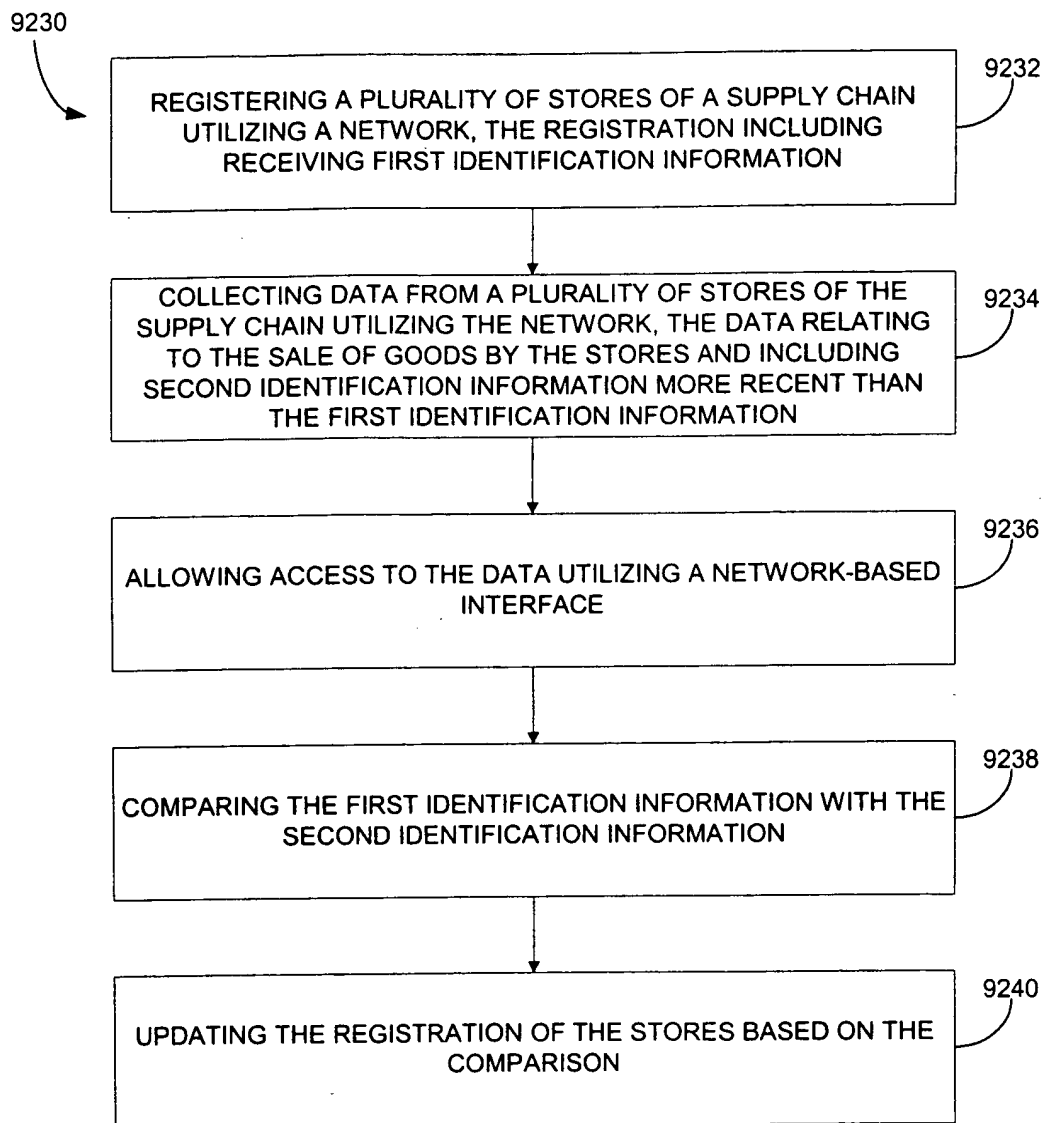 9230
9232
REGISTERING A PLURALITY OF STORES OF A SUPPLY CHAIN
UTILIZING A NETWORK, THE REGISTRATION INCLUDING
RECEIVING FIRST IDENTIFICATION INFORMATION
9234
COLLECTING DATA FROM A PLURALITY OF STORES OF THE
SUPPLY CHAIN UTILIZING THE NETWORK, THE DATA RELATING
TO THE SALE OF GOODS BY THE STORES AND INCLUDING
SECOND IDENTIFICATION INFORMATION MORE RECENT THAN
THE FIRST IDENTIFICATION INFORMATION
9236
ALLOWING ACCESS TO THE DATA UTILIZING A NETWORK-BASED
INTERFACE
9238
COMPARING THE FIRST IDENTIFICATION INFORMATION WITH THE
SECOND IDENTIFICATION INFORMATION
9240
UPDATING THE REGISTRATION OF THE STORES BASED ON THE
COMPARISON